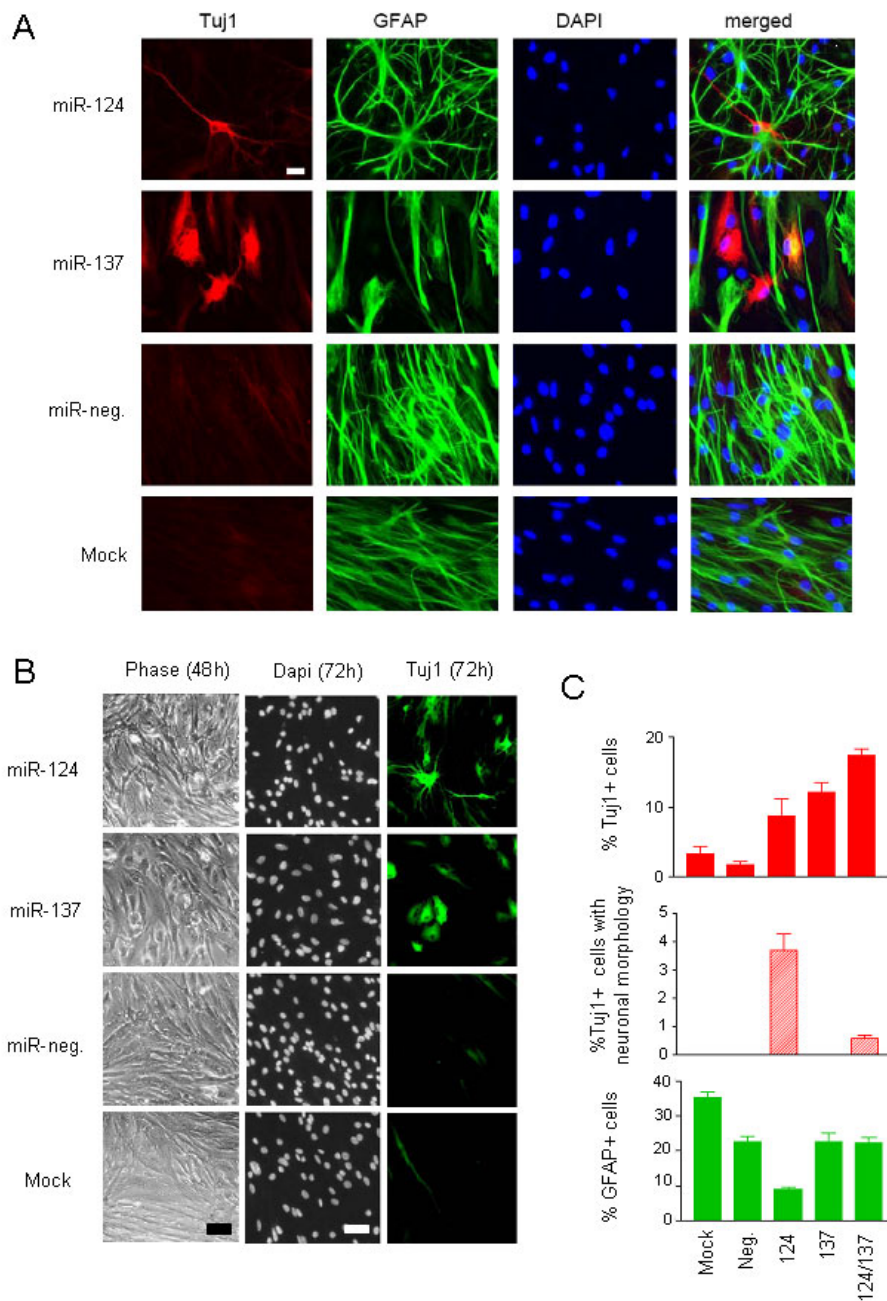 A
Tuj1 GFAP DAPI merged
miR-124
miR-137
miR-neg.
Mock
B
Phase (48h) Dapi (72h) Tuj1 (72h)
miR-124
miR-137
miR-neg.
Mock
C
% Tuj1+ cells
20
10
0
%Tuj1+ cells with
neuronal morphology
5
4
3
2
1
0
% GFAP+ cells
40
30
20
10
0
Mock Neg. 124 137 124/137